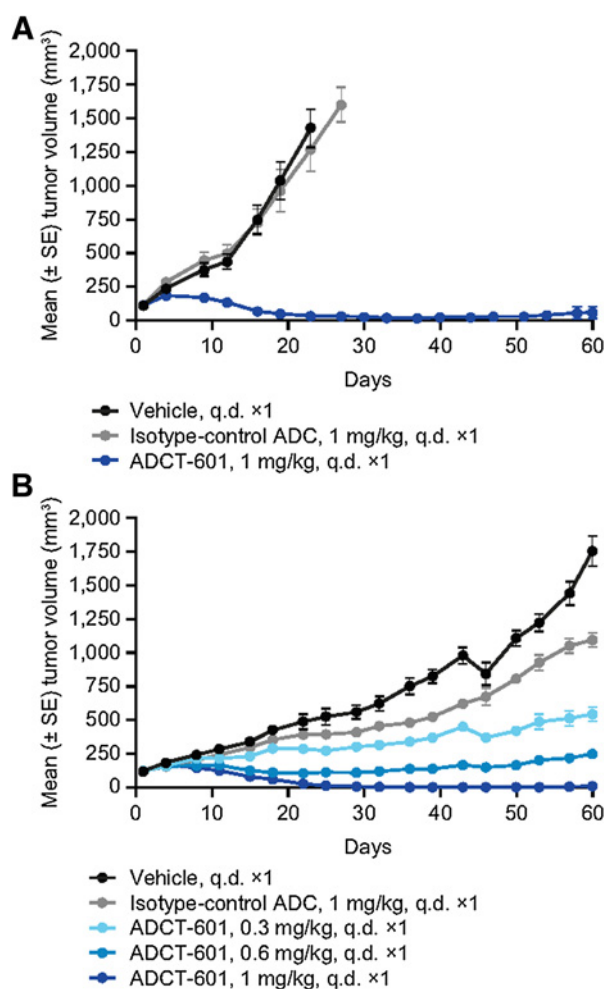 A
Mean (± SE) tumor volume (mm³)
2,000
1,750
1,500
1,250
1,000
750
500
250
0
0 10 20 30 40 50 60
Days
Vehicle, q.d. ×1
Isotype-control ADC, 1 mg/kg, q.d. ×1
ADCT-601, 1 mg/kg, q.d. ×1
B
Mean (± SE) tumor volume (mm³)
2,000
1,750
1,500
1,250
1,000
750
500
250
0
0 10 20 30 40 50 60
Days
Vehicle, q.d. ×1
Isotype-control ADC, 1 mg/kg, q.d. ×1
ADCT-601, 0.3 mg/kg, q.d. ×1
ADCT-601, 0.6 mg/kg, q.d. ×1
ADCT-601, 1 mg/kg, q.d. ×1